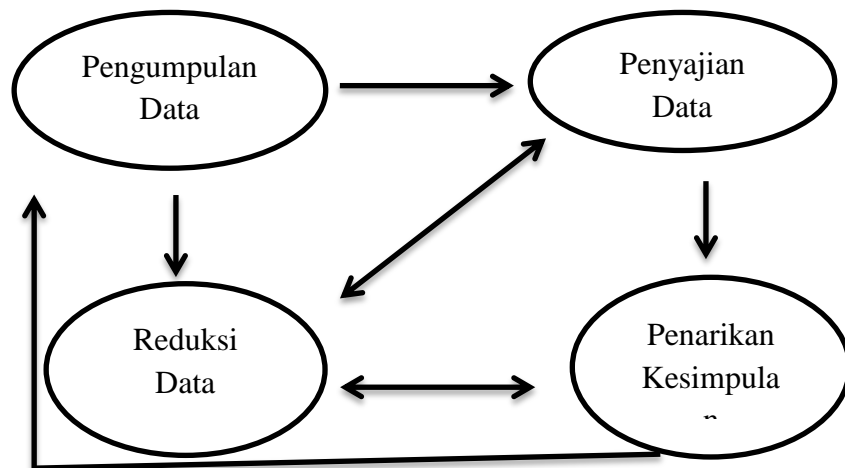 Pengumpulan
Data
Penyajian
Data
Reduksi
Data
Penarikan
Kesimpula
n